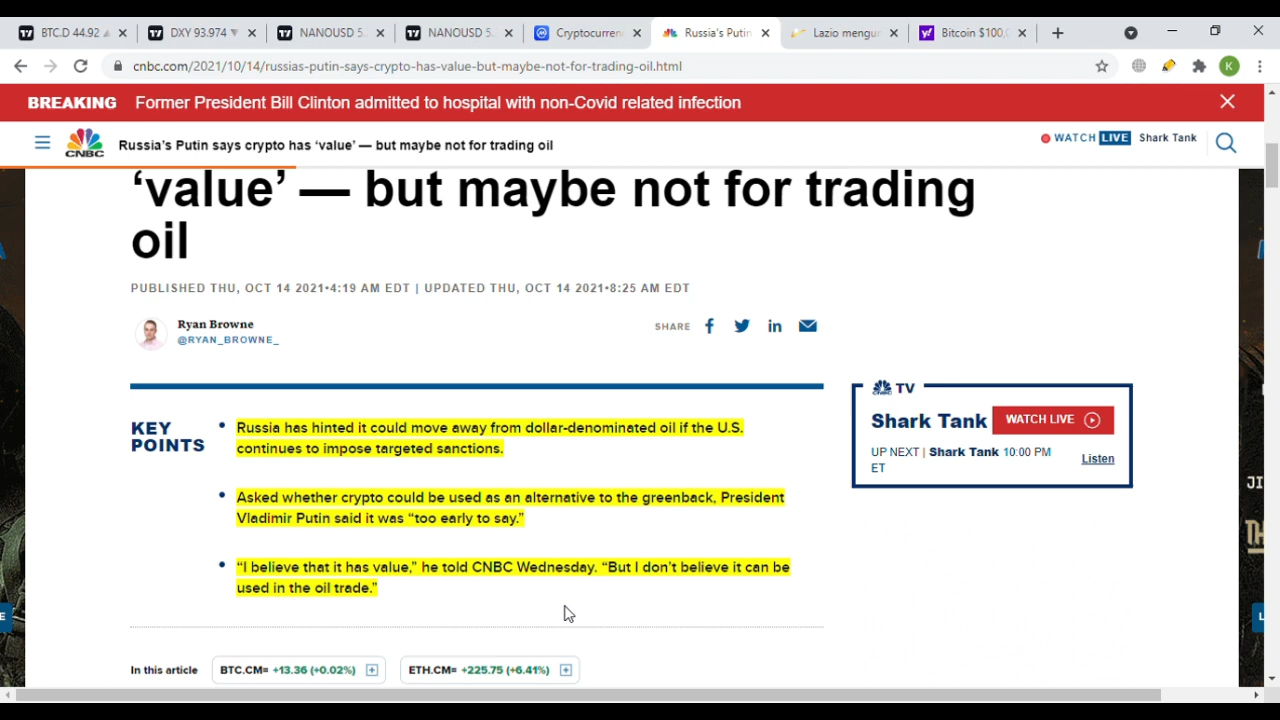 BTC.D 44.92
DXY 93.974
NANOUSD 5.
NANOUSD 5.
Cryptocurren
Russia's Putin
Lazio mengu
Bitcoin $100,
cnbc.com/2021/10/14/russias-putin-says-crypto-has-value-but-maybe-not-for-trading-oil.html
K
BREAKING Former President Bill Clinton admitted to hospital with non-Covid related infection
CNBC
Russia's Putin says crypto has ‘value’ — but maybe not for trading oil
WATCH LIVE Shark Tank
‘value’ — but maybe not for trading
oil
PUBLISHED THU, OCT 14 2021•4:19 AM EDT | UPDATED THU, OCT 14 2021•8:25 AM EDT
Ryan Browne
@RYAN_BROWNE_
SHARE
KEY
POINTS
Russia has hinted it could move away from dollar-denominated oil if the U.S.
continues to impose targeted sanctions.
Asked whether crypto could be used as an alternative to the greenback, President
Vladimir Putin said it was “too early to say.”
“I believe that it has value,” he told CNBC Wednesday. “But I don’t believe it can be
used in the oil trade.”
In this article BTC.CM= +13.36 (+0.02%) ETH.CM= +225.75 (+6.41%)
CNBC TV
Shark Tank WATCH LIVE
UP NEXT | Shark Tank 10:00 PM
ET
Listen